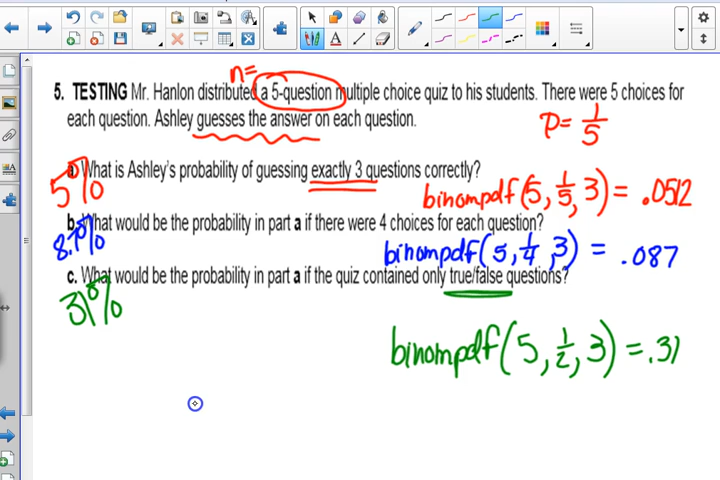 n=
5. TESTING Mr. Hanlon distributed a 5-question multiple choice quiz to his students. There were 5 choices for
each question. Ashley guesses the answer on each question.
p = 1/5
a. What is Ashley's probability of guessing exactly 3 questions correctly?
5%
binompdf(5, 1/5, 3) = .0512
b. What would be the probability in part a if there were 4 choices for each question?
8.7%
binompdf(5, 1/4, 3) = .087
c. What would be the probability in part a if the quiz contained only true/false questions?
31%
binompdf(5, 1/2, 3) = .31